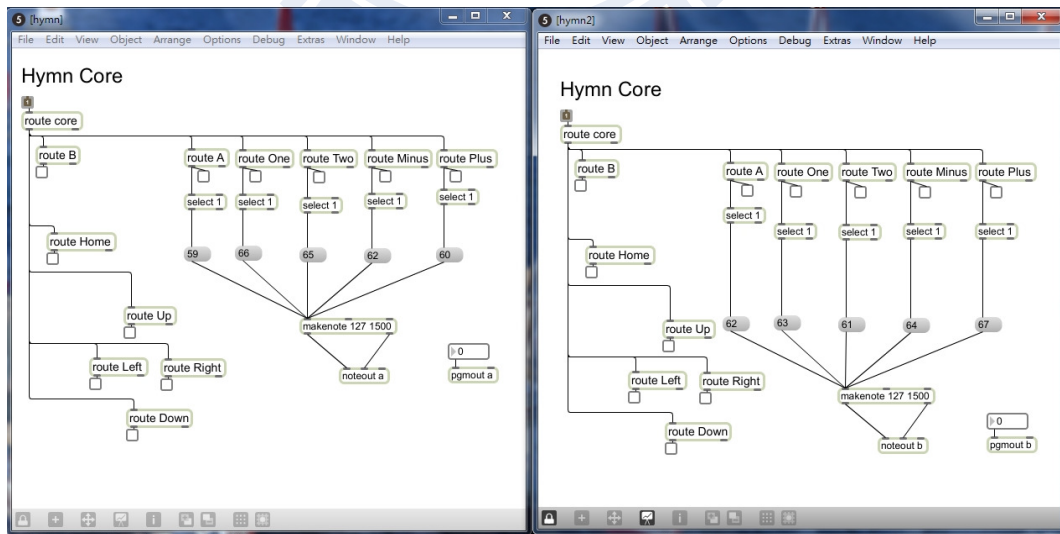 [hymn]
File Edit View Object Arrange Options Debug Extras Window Help
Hymn Core
route core
route B
route A route One route Two route Minus route Plus
select 1 select 1 select 1 select 1 select 1
route Home
59 66 65 62 60
route Up
makenote 127 1500
0
route Left route Right
noteout a
pgmout a
route Down
[hymn2]
File Edit View Object Arrange Options Debug Extras Window Help
Hymn Core
route core
route B
route A route One route Two route Minus route Plus
select 1
select 1 select 1 select 1 select 1
route Home
62 63 61 64 67
route Up
route Left route Right
makenote 127 1500
0
route Down
noteout b
pgmout b